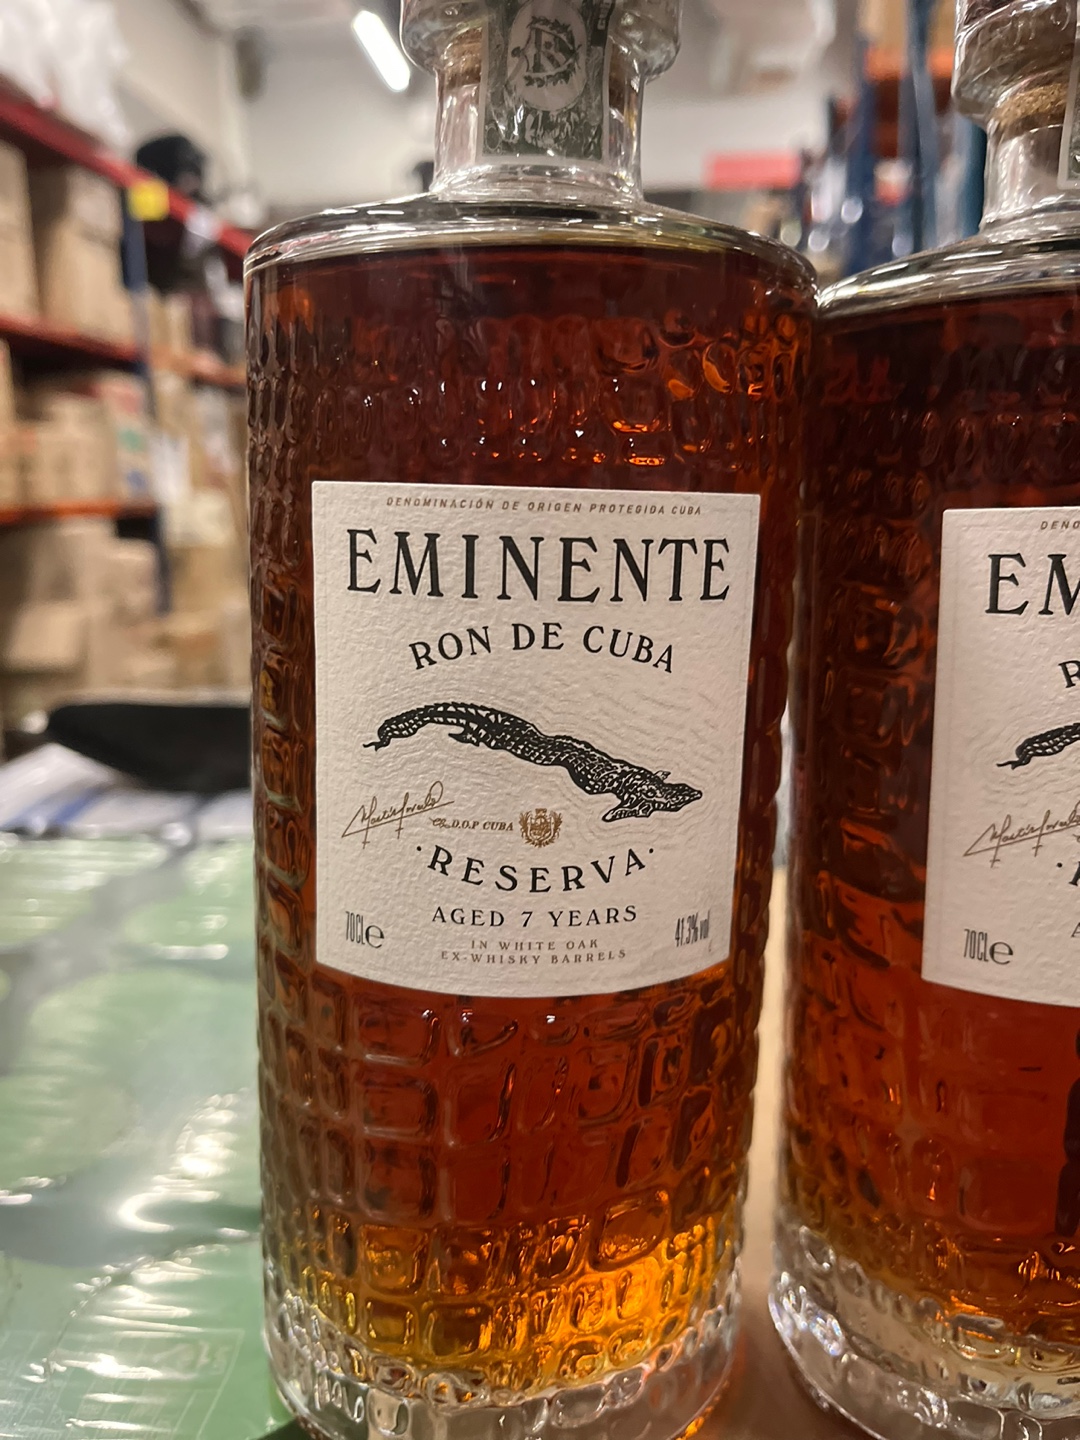 DENOMINACIÓN DE ORIGEN PROTEGIDA CUBA
EMINENTE
RON DE CUBA
D.O.P CUBA
·RESERVA·
AGED 7 YEARS
70CL℮
41.3% vol
IN WHITE OAK
EX-WHISKY BARRELS
DENO
EM
R
70CL℮